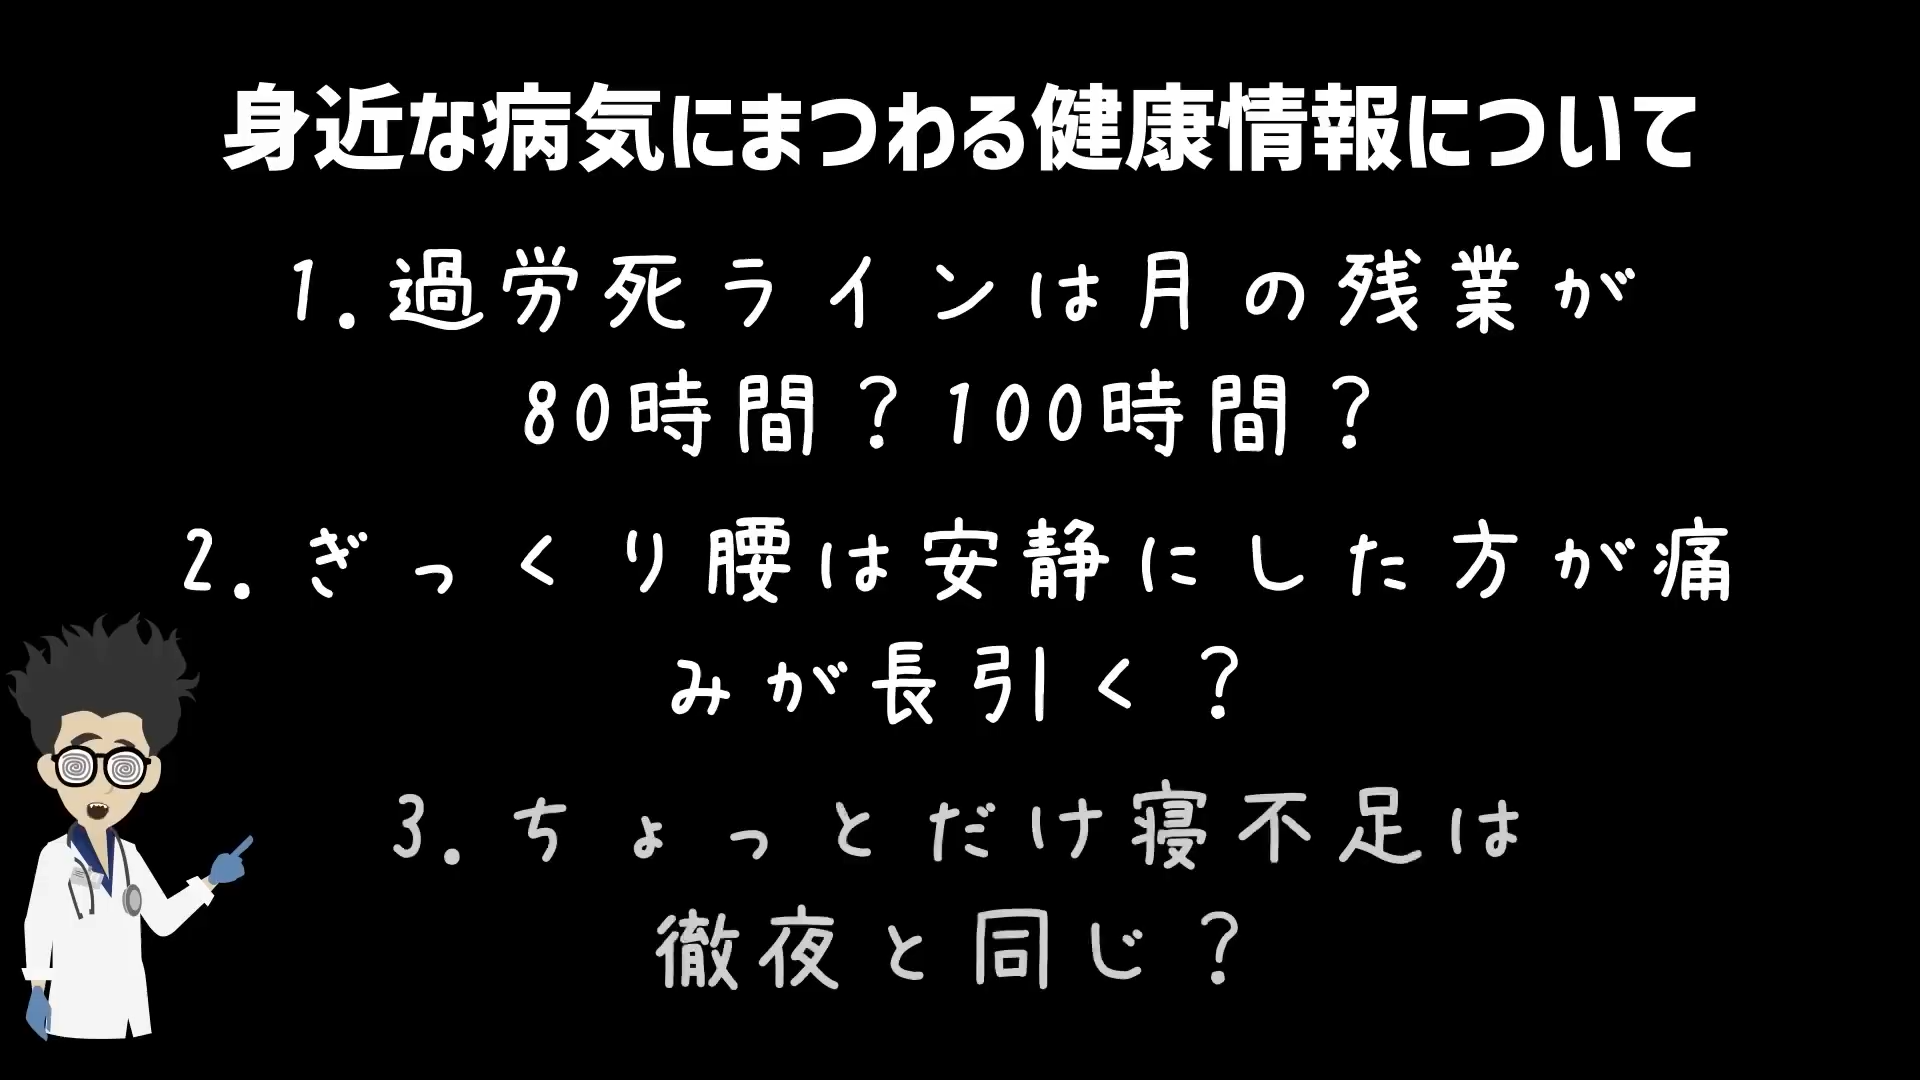 身近な病気にまつわる健康情報について
1.過労死ラインは月の残業が
80時間？100時間？
2.ぎっくり腰は安静にした方が痛
みが長引く？
3.ちょっとだけ寝不足は
徹夜と同じ？